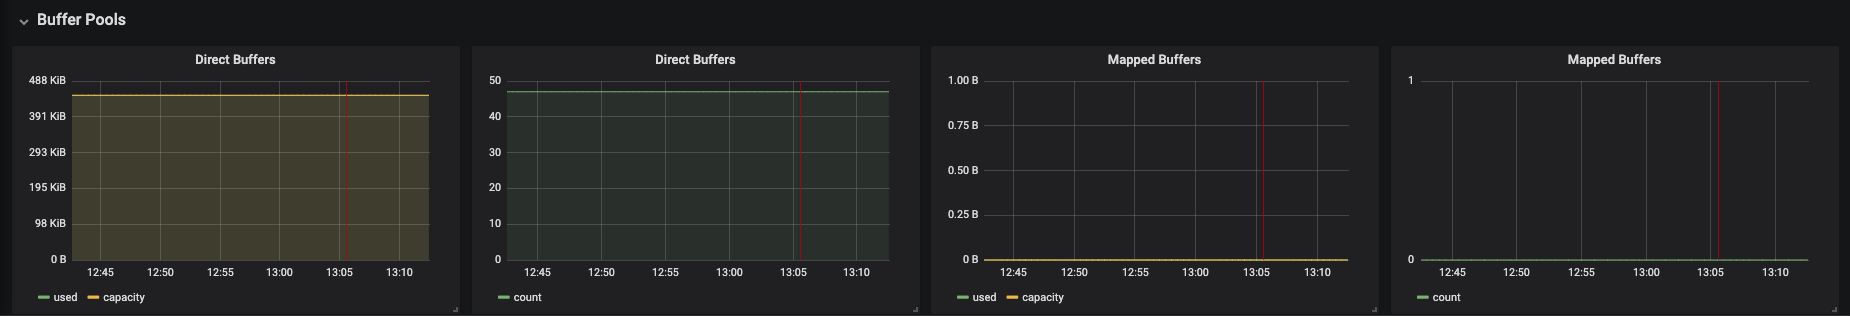 Buffer Pools
Direct Buffers
488 KiB
391 KiB
293 KiB
195 KiB
98 KiB
0 B
12:45 12:50 12:55 13:00 13:05 13:10
used capacity
Direct Buffers
50
40
30
20
10
0
12:45 12:50 12:55 13:00 13:05 13:10
count
Mapped Buffers
1.00 B
0.75 B
0.50 B
0.25 B
0 B
12:45 12:50 12:55 13:00 13:05 13:10
used capacity
Mapped Buffers
1
0
12:45 12:50 12:55 13:00 13:05 13:10
count